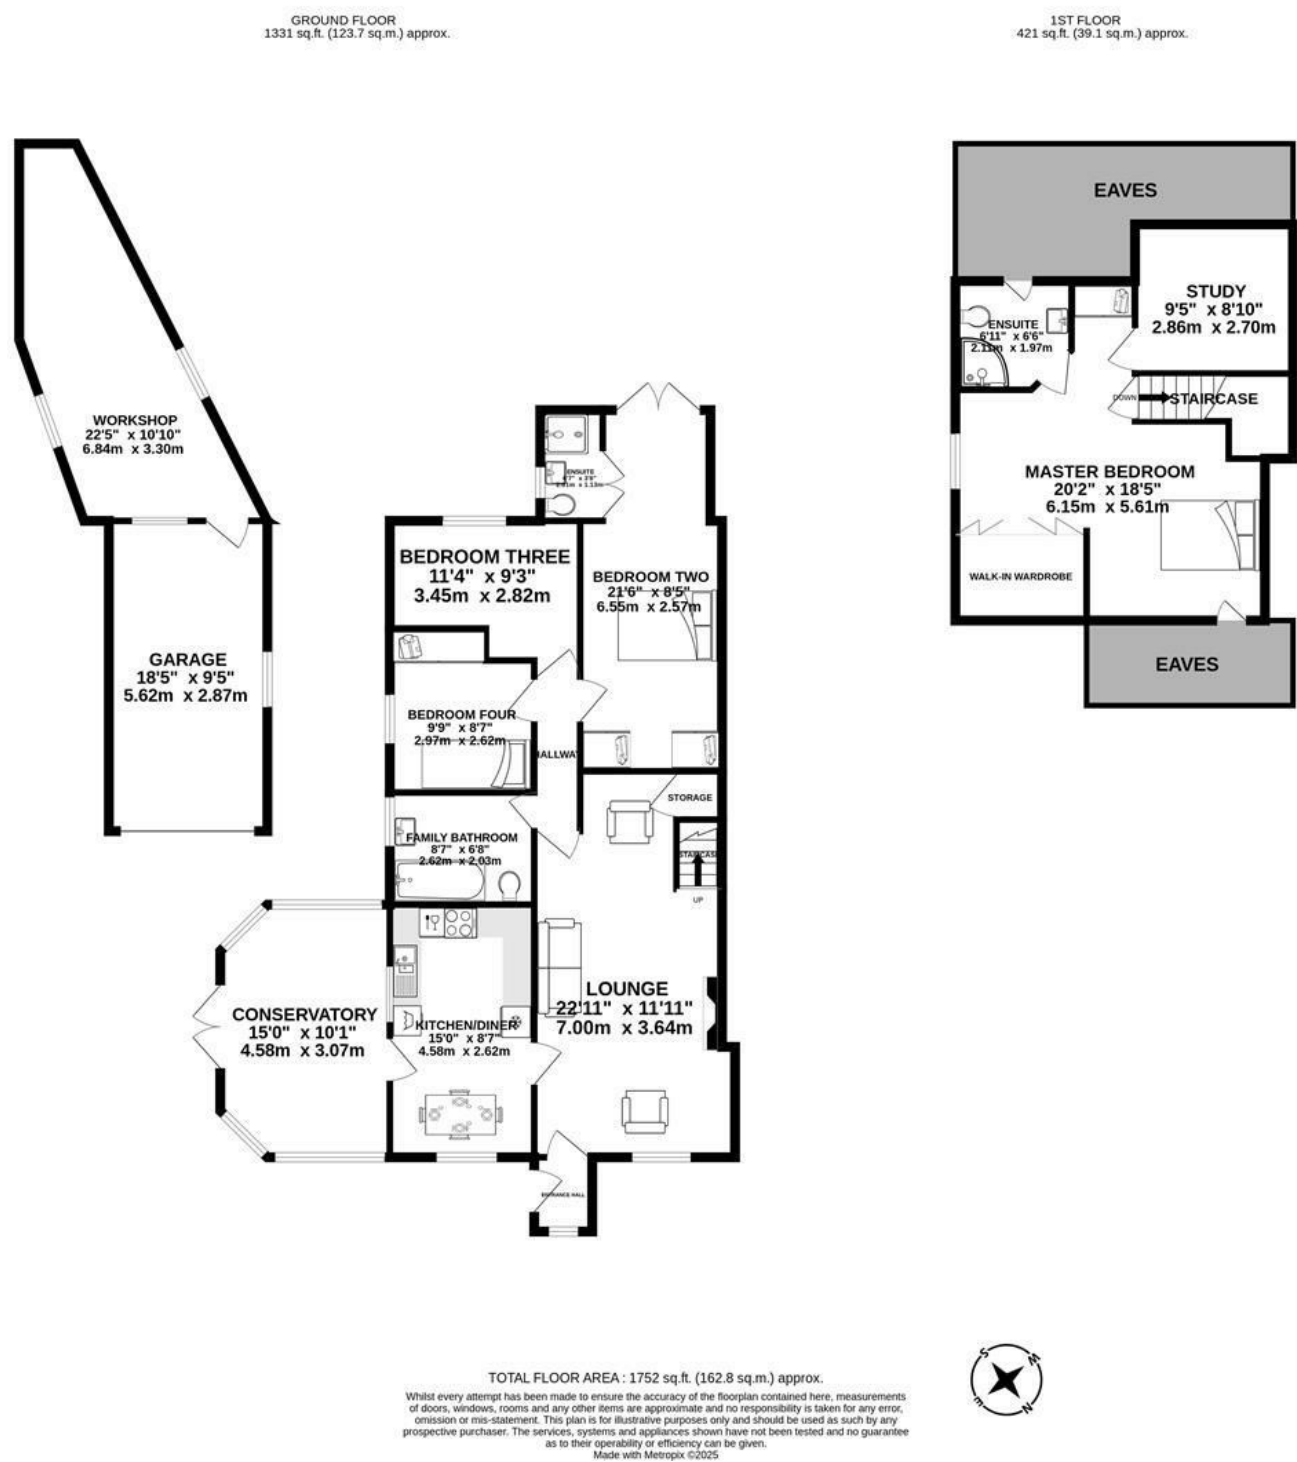 GROUND FLOOR
1331 sq.ft. (123.7 sq.m.) approx.
1ST FLOOR
421 sq.ft. (39.1 sq.m.) approx.
EAVES
STUDY
9'5" x 8'10"
2.86m x 2.70m
ENSUITE
6'11" x 6'6"
2.11m x 1.97m
DOWN
STAIRCASE
MASTER BEDROOM
20'2" x 18'5"
6.15m x 5.61m
WALK-IN WARDROBE
EAVES
WORKSHOP
22'5" x 10'10"
6.84m x 3.30m
GARAGE
18'5" x 9'5"
5.62m x 2.87m
ENSUITE
BEDROOM THREE
11'4" x 9'3"
3.45m x 2.82m
BEDROOM TWO
21'6" x 8'5"
6.55m x 2.57m
BEDROOM FOUR
9'9" x 8'7"
2.97m x 2.62m
HALLWAY
STORAGE
FAMILY BATHROOM
8'7" x 6'8"
2.62m x 2.03m
STAIRCASE
UP
LOUNGE
22'11" x 11'11"
7.00m x 3.64m
CONSERVATORY
15'0" x 10'1"
4.58m x 3.07m
KITCHEN/DINER
15'0" x 8'7"
4.58m x 2.62m
ENTRANCE HALL
S
W
E
N
TOTAL FLOOR AREA : 1752 sq.ft. (162.8 sq.m.) approx.
Whilst every attempt has been made to ensure the accuracy of the floorplan contained here, measurements
of doors, windows, rooms and any other items are approximate and no responsibility is taken for any error,
omission or mis-statement. This plan is for illustrative purposes only and should be used as such by any
prospective purchaser. The services, systems and appliances shown have not been tested and no guarantee
as to their operability or efficiency can be given.
Made with Metropix ©2025